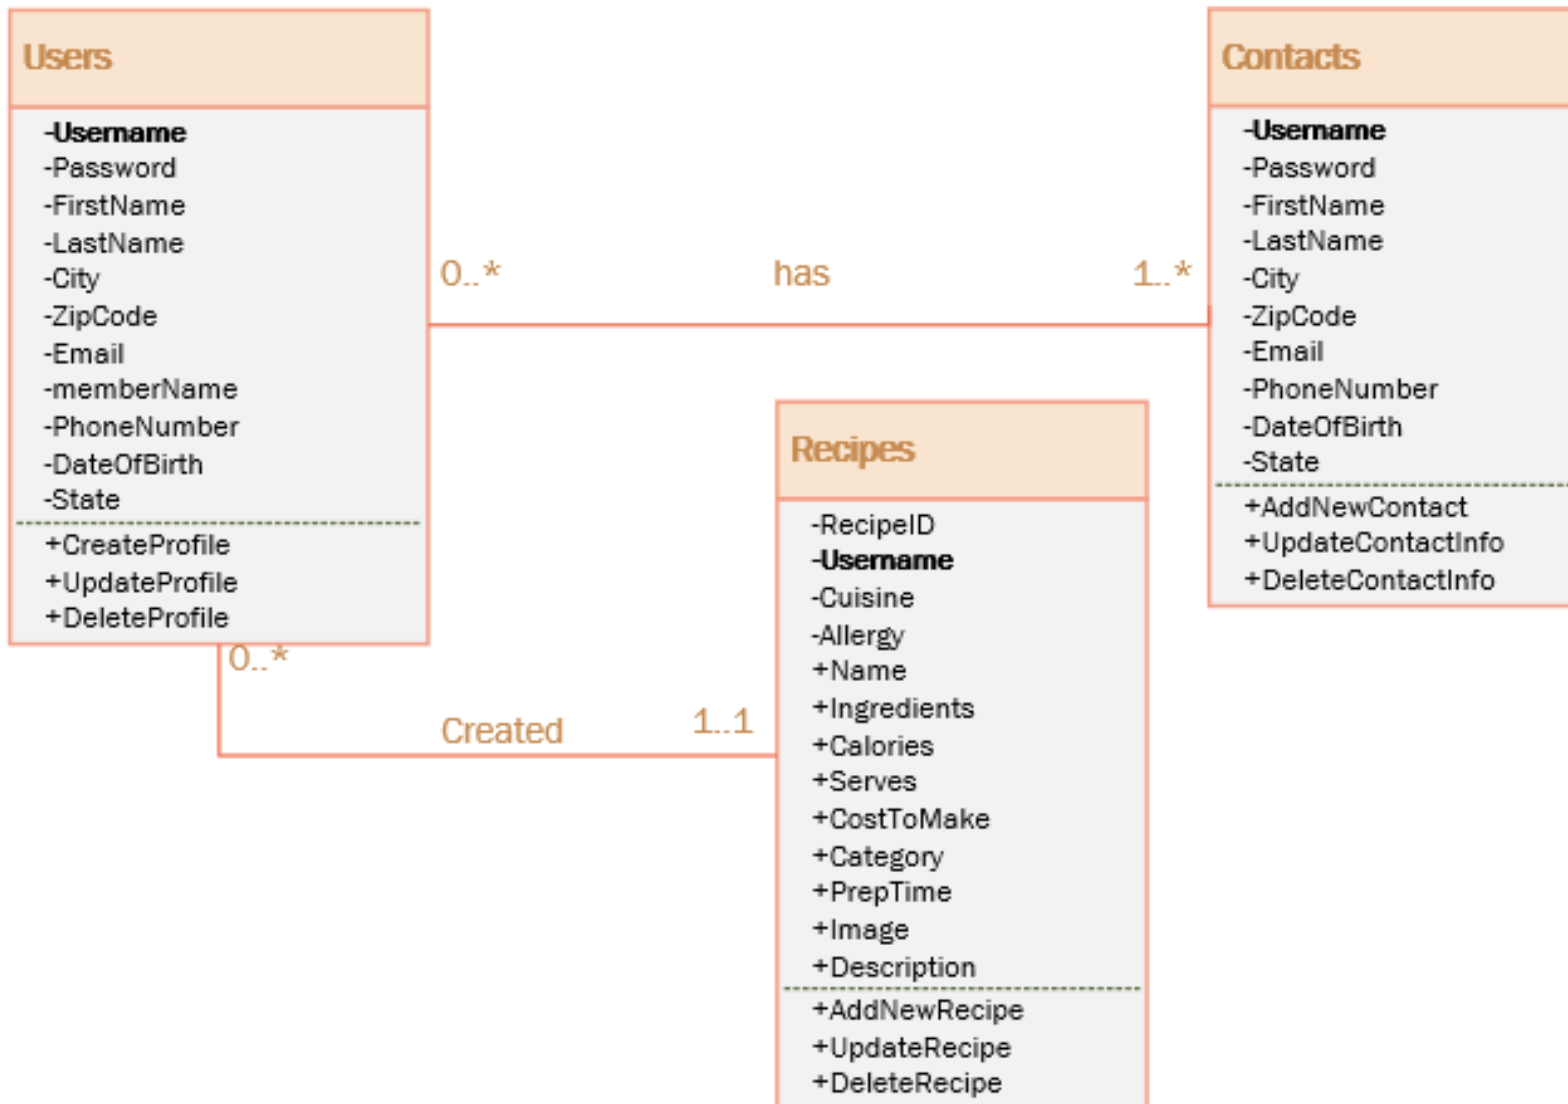 Users
-Username
-Password
-FirstName
-LastName
-City
-ZipCode
-Email
-memberName
-PhoneNumber
-DateOfBirth
-State
+CreateProfile
+UpdateProfile
+DeleteProfile
0..* has 1..*
Contacts
-Username
-Password
-FirstName
-LastName
-City
-ZipCode
-Email
-PhoneNumber
-DateOfBirth
-State
+AddNewContact
+UpdateContactInfo
+DeleteContactInfo
0..*
Created 1..1
Recipes
-RecipeID
-Username
-Cuisine
-Allergy
+Name
+Ingredients
+Calories
+Serves
+CostToMake
+Category
+PrepTime
+Image
+Description
+AddNewRecipe
+UpdateRecipe
+DeleteRecipe